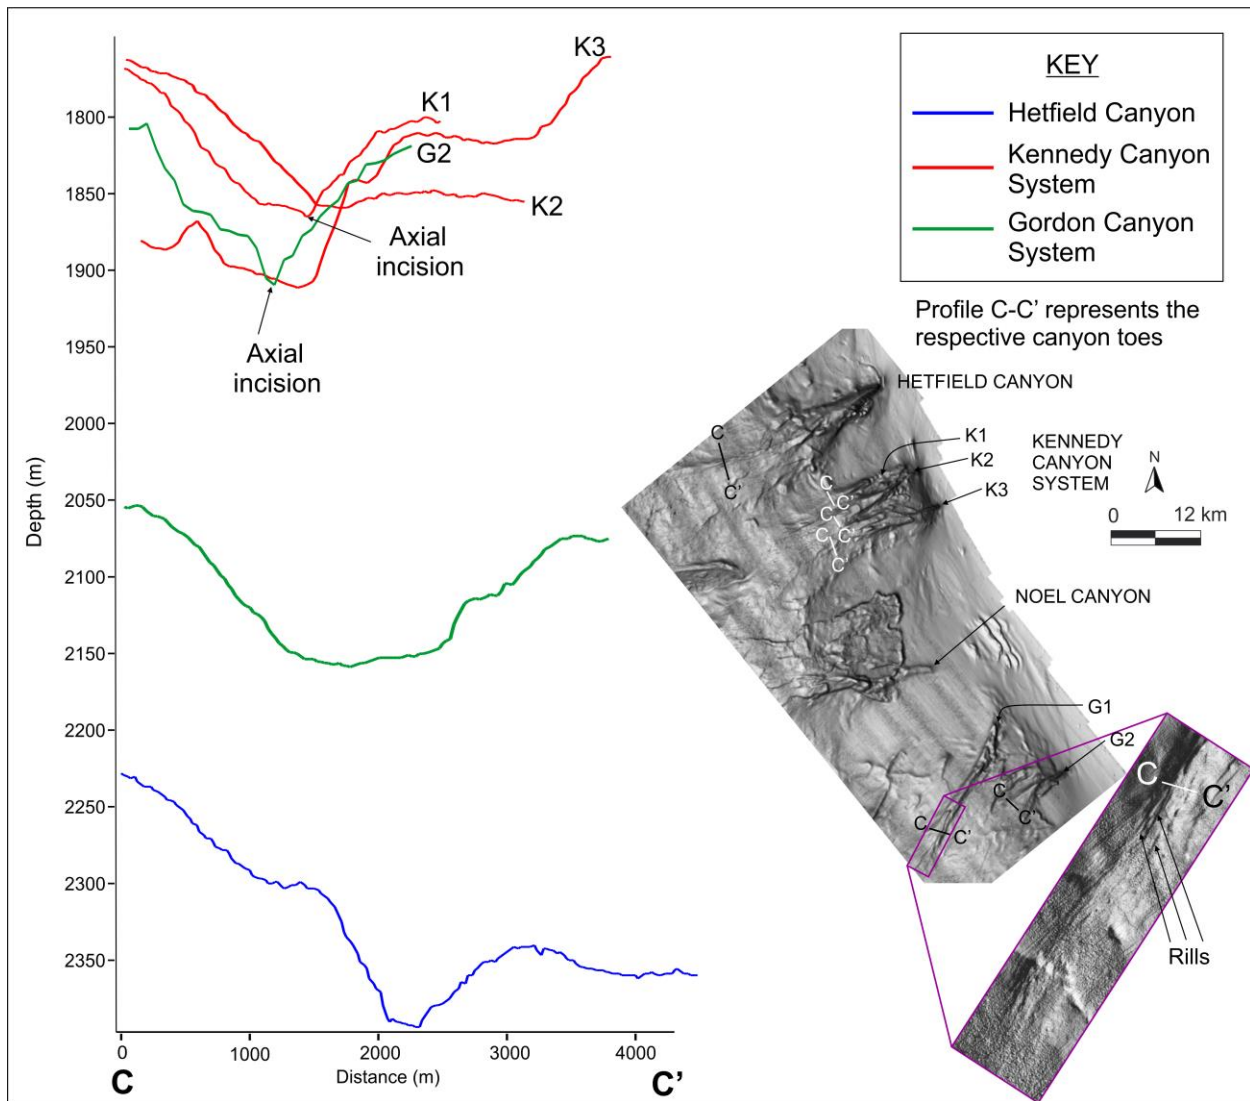 K3
K1
G2
K2
Axial
incision
Axial
incision
1800
1850
1900
1950
2000
2050
2100
2150
2200
2250
2300
2350
Depth (m)
0
1000
2000
3000
4000
Distance (m)
C
C’
KEY
Hetfield Canyon
Kennedy Canyon
System
Gordon Canyon
System
Profile C-C’ represents the
respective canyon toes
HETFIELD CANYON
K1
K2
K3
KENNEDY
CANYON
SYSTEM
N
0
12 km
C
C’
C
C’
C
C’
C
C’
NOEL CANYON
G1
G2
C
C’
C
C’
C
C’
Rills